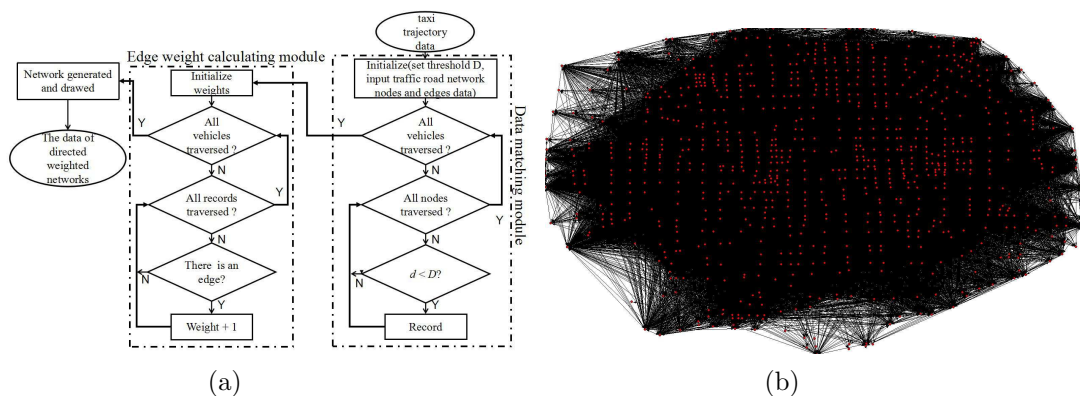 taxi
trajectory
data
Edge weight calculating module
Initialize(set threshold D,
input traffic road network
nodes and edges data)
Network generated
and drawed
Initialize
weights
Y
All
vehicles
traversed ?
Y
All
vehicles
traversed ?
The data of
directed
weighted
networks
N
N
All records
traversed ?
Y
All nodes
traversed ?
Y
Data matching module
N
N
There is an
edge?
N
d < D?
N
Y
Y
Weight + 1
Record
(a)
(b)